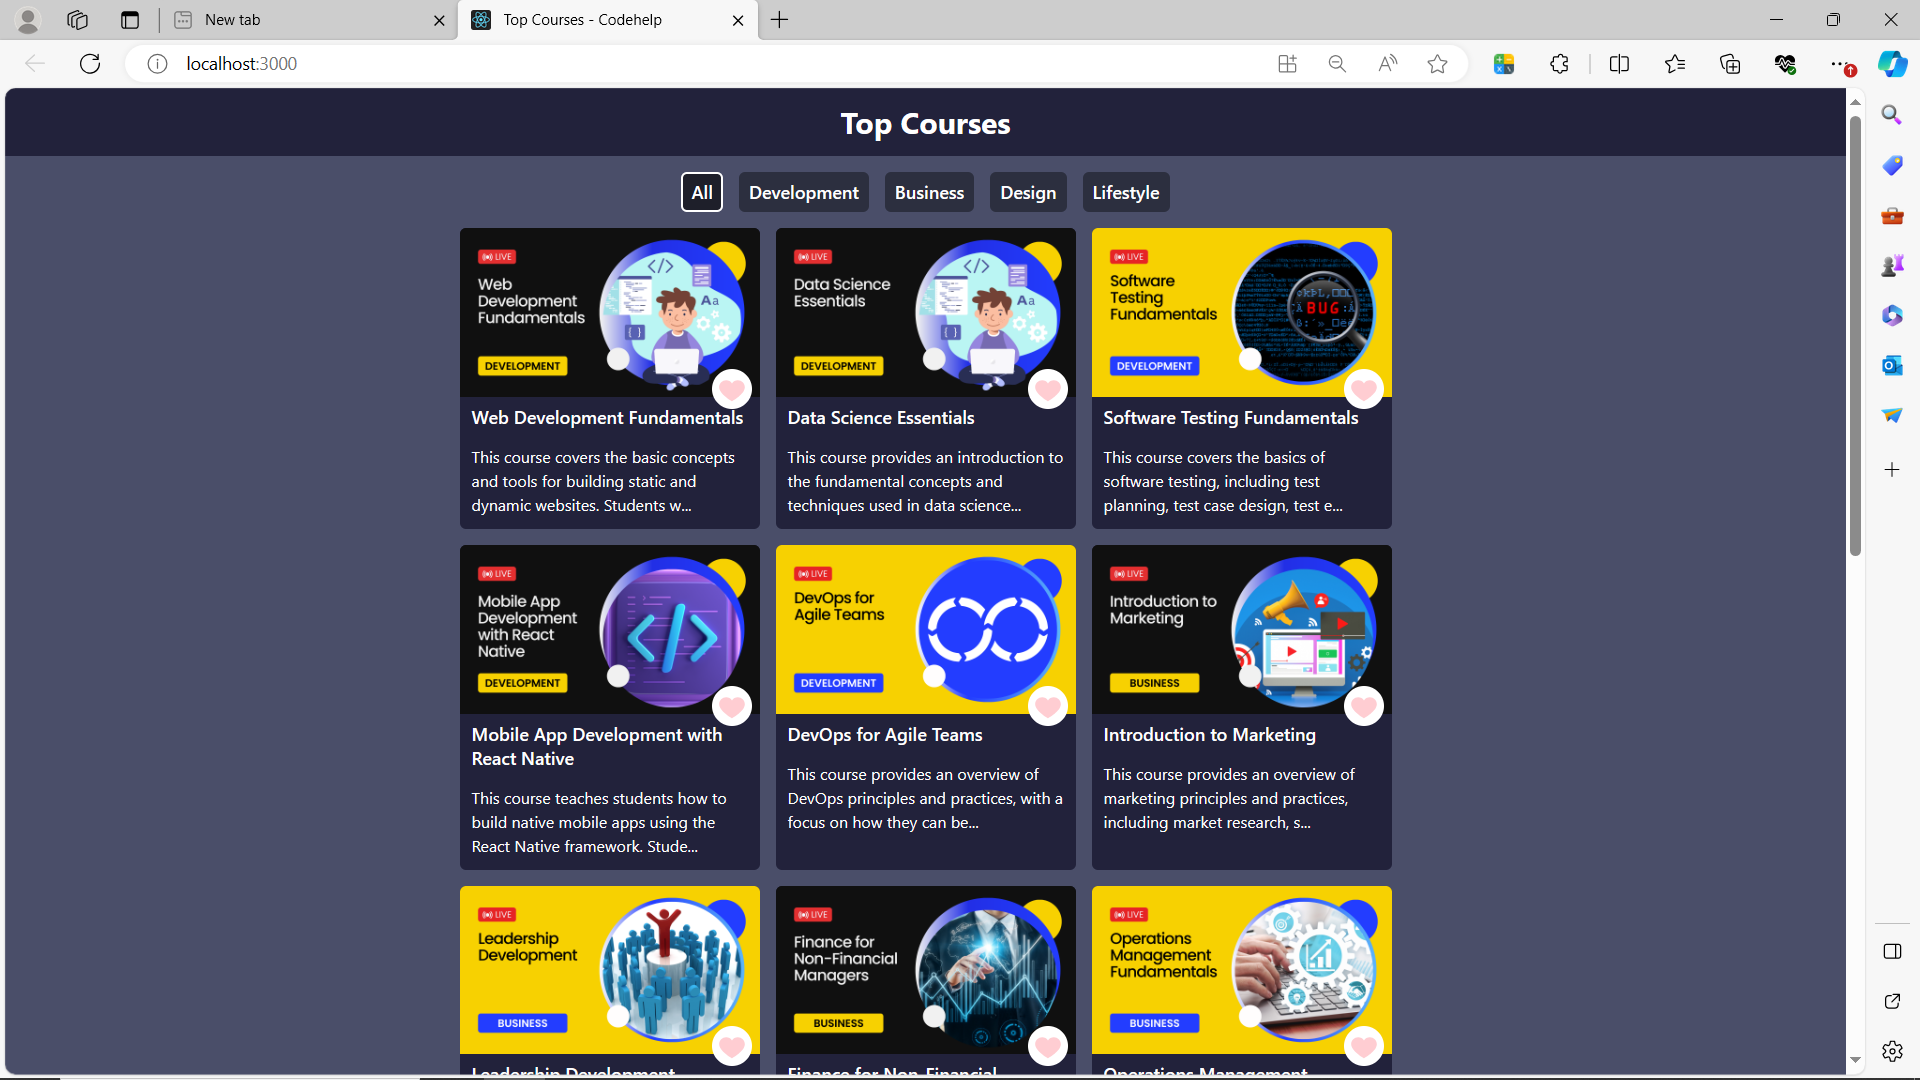 New tab
Top Courses - Codehelp
localhost:3000
Top Courses
All
Development
Business
Design
Lifestyle
LIVE
Web
Development
Fundamentals
DEVELOPMENT
Web Development Fundamentals
This course covers the basic concepts
and tools for building static and
dynamic websites. Students w...
LIVE
Data Science
Essentials
DEVELOPMENT
Data Science Essentials
This course provides an introduction to
the fundamental concepts and
techniques used in data science...
LIVE
Software
Testing
Fundamentals
BUG
DEVELOPMENT
Software Testing Fundamentals
This course covers the basics of
software testing, including test
planning, test case design, test e...
LIVE
Mobile App
Development
with React
Native
DEVELOPMENT
Mobile App Development with
React Native
This course teaches students how to
build native mobile apps using the
React Native framework. Stude...
LIVE
DevOps for
Agile Teams
DEVELOPMENT
DevOps for Agile Teams
This course provides an overview of
DevOps principles and practices, with a
focus on how they can be...
LIVE
Introduction to
Marketing
BUSINESS
Introduction to Marketing
This course provides an overview of
marketing principles and practices,
including market research, s...
LIVE
Leadership
Development
BUSINESS
Leadership Development
LIVE
Finance for
Non-Financial
Managers
BUSINESS
Finance for Non-Financial
LIVE
Operations
Management
Fundamentals
BUSINESS
Operations Management